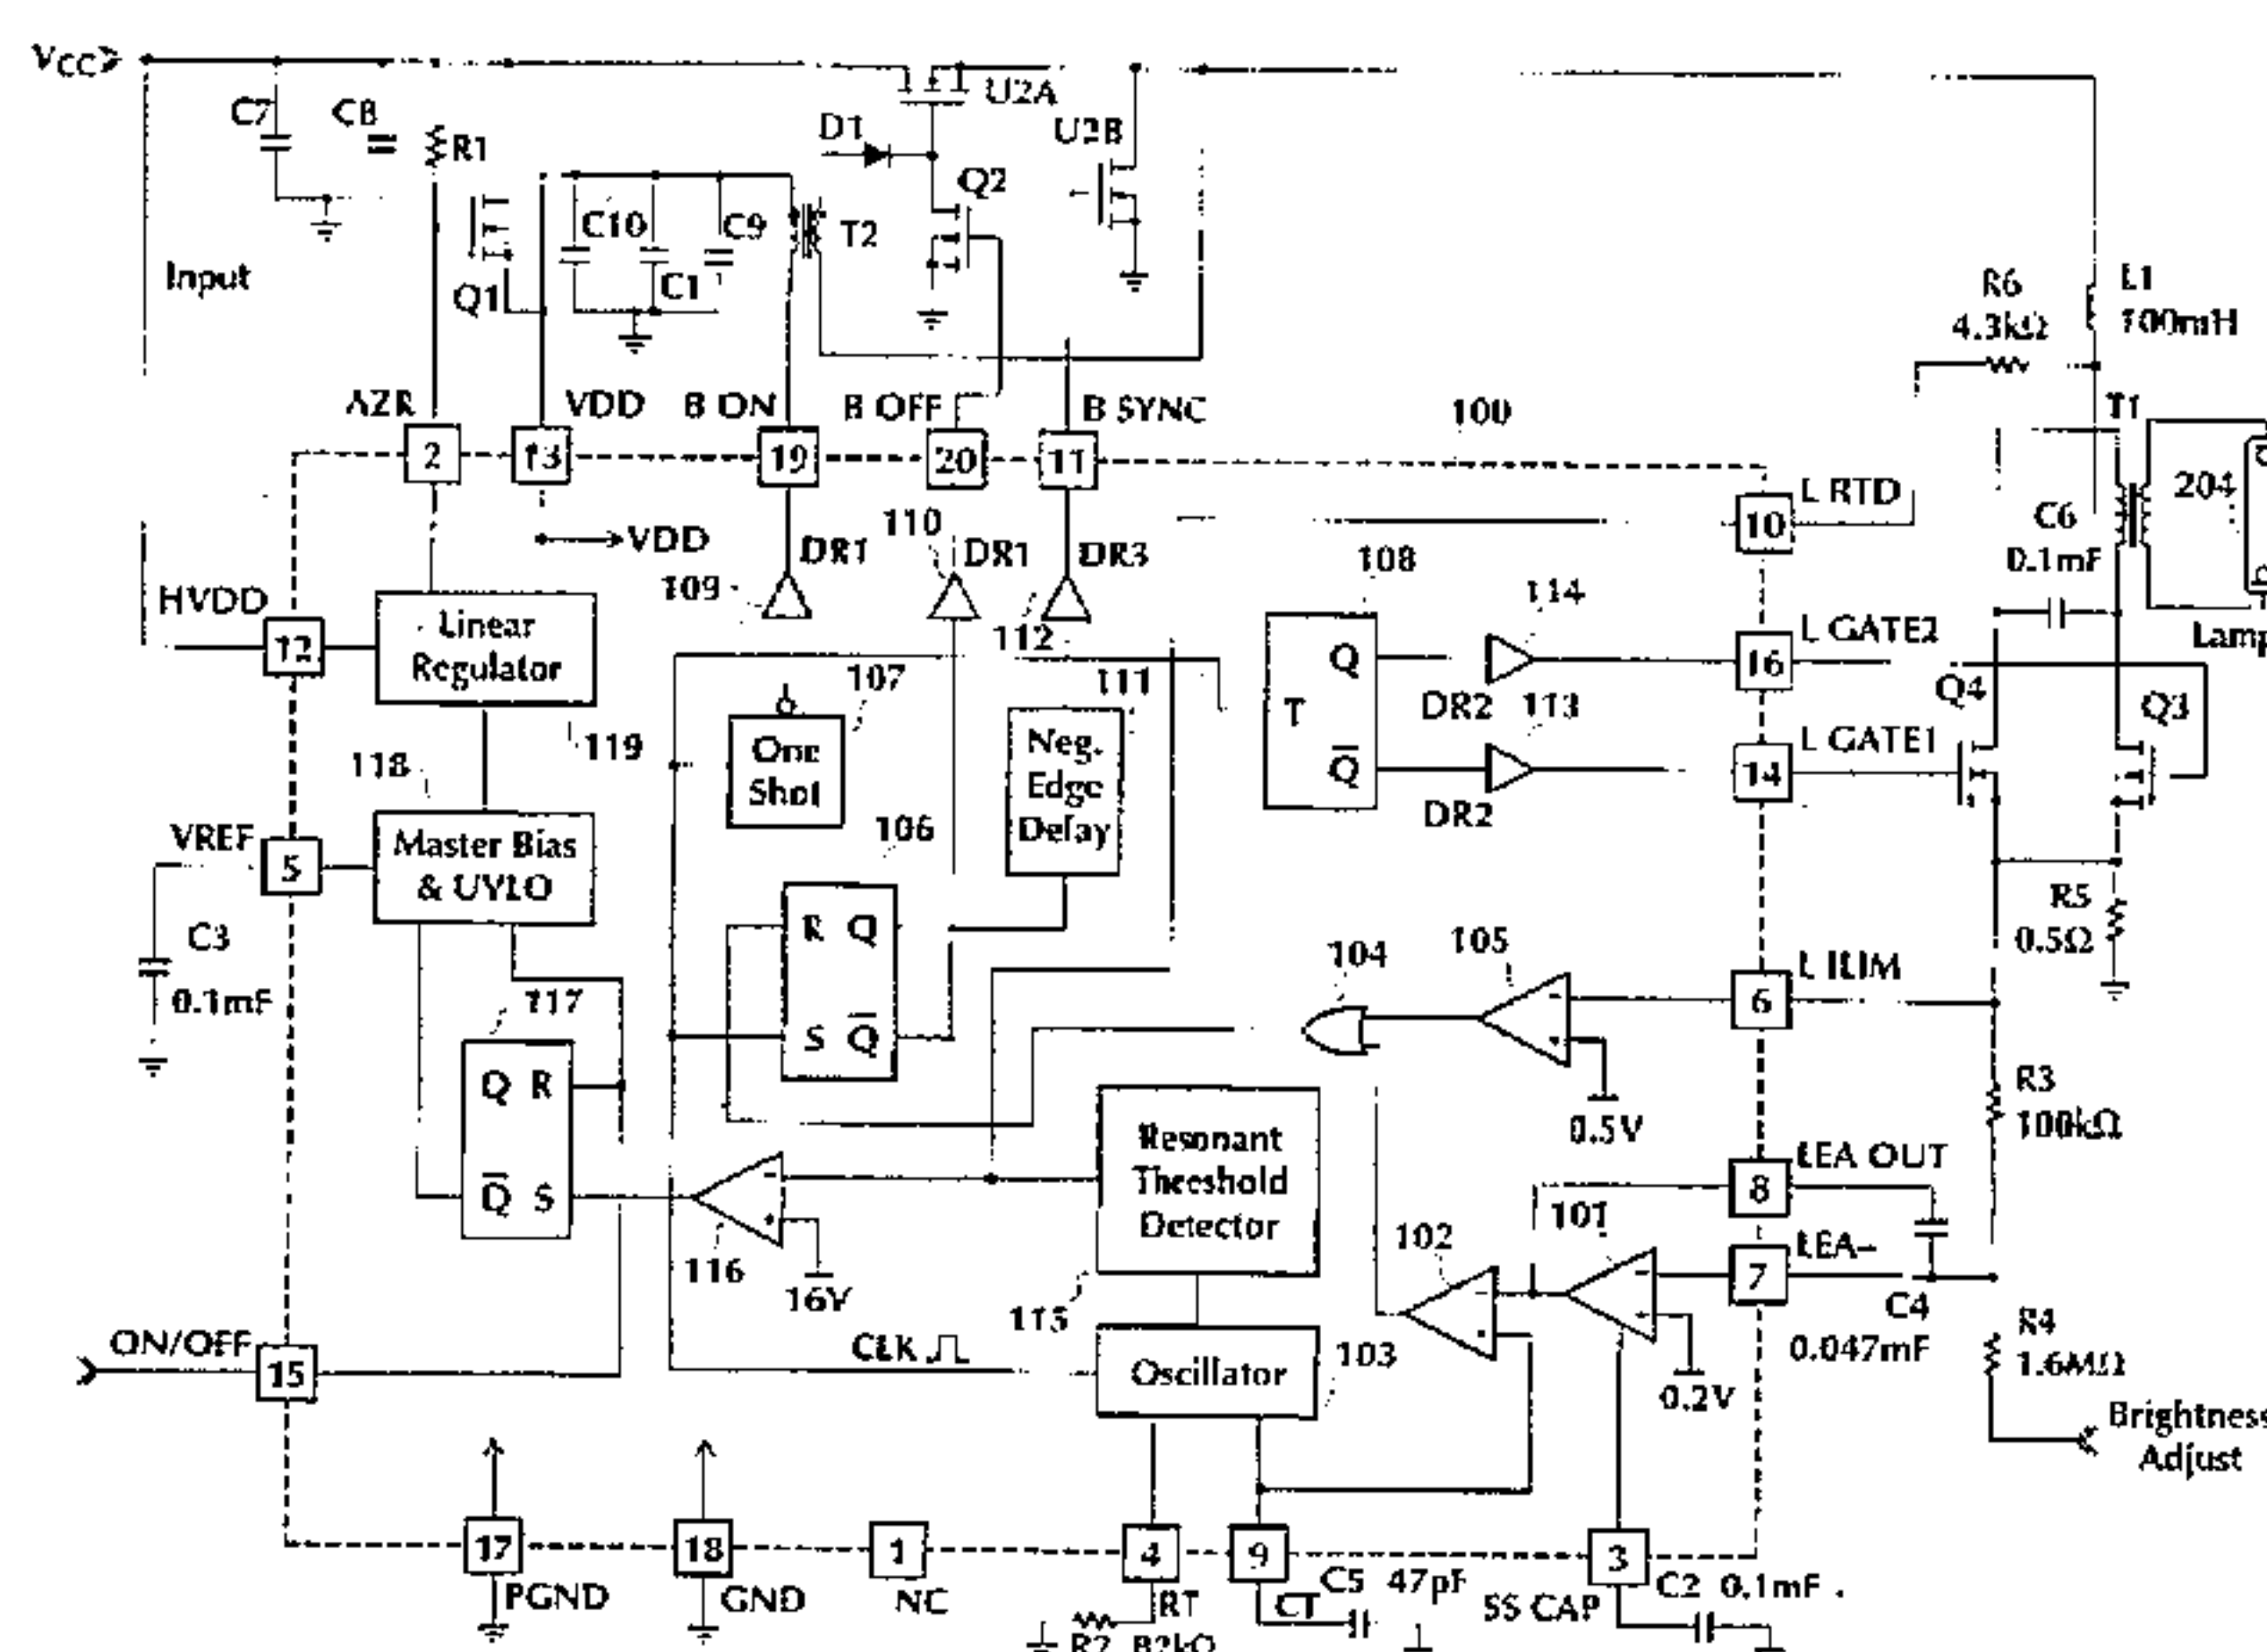 VCC
C7
C8
R1
D1
U2A
U2B
Q2
C10
C9
T2
Input
Q1
C1
R6
4.3kΩ
L1
100mH
AZR
VDD
B ON
B OFF
B SYNC
100
T1
2
13
19
20
11
L RTD
10
204
C6
0.1mF
VDD
DR1
110
DR1
DR3
108
109
112
114
HVDD
12
Linear
Regulator
119
107
111
T
Q
Q̅
DR2
113
DR2
L GATE2
16
Lamp
Q4
Q3
L GATE1
14
118
One
Shot
Neg.
Edge
Delay
106
VREF
5
Master Bias
& UVLO
R Q
S Q̅
R5
0.5Ω
C3
0.1mF
117
104
105
L ILIM
6
0.5V
Q R
Q̅ S
R3
100kΩ
Resonant
Threshold
Detector
LEA OUT
8
101
102
LEA–
7
116
16V
115
C4
0.047mF
R4
1.6MΩ
ON/OFF
15
CLK
Oscillator
103
0.2V
Brightness
Adjust
17
18
1
4
9
3
PGND
GND
NC
RT
CT
C5 47pF
SS CAP
C2 0.1mF
R2 82kΩ